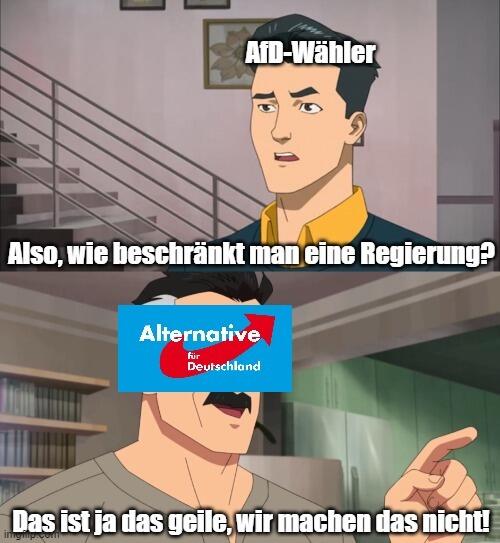 AfD-Wähler
Also, wie beschränkt man eine Regierung?
Alternative
für
Deutschland
Das ist ja das geile, wir machen das nicht!
imgflip.com